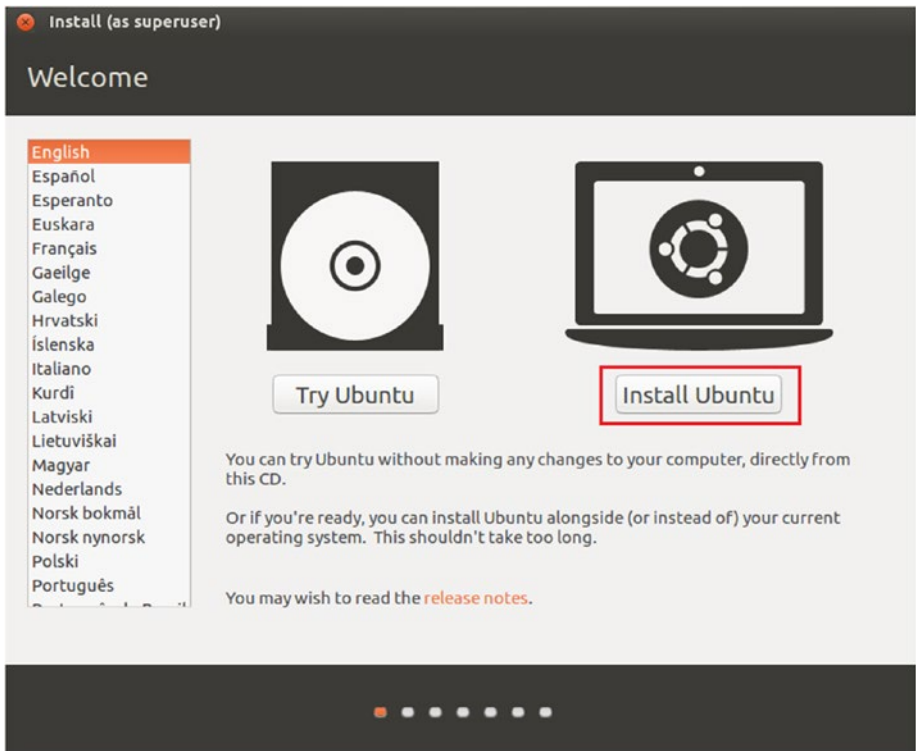 Install (as superuser)
Welcome
English
Español
Esperanto
Euskara
Français
Gaeilge
Galego
Hrvatski
Íslenska
Italiano
Kurdî
Latviski
Lietuviškai
Magyar
Nederlands
Norsk bokmål
Norsk nynorsk
Polski
Português
Try Ubuntu
Install Ubuntu
You can try Ubuntu without making any changes to your computer, directly from
this CD.
Or if you're ready, you can install Ubuntu alongside (or instead of) your current
operating system. This shouldn't take too long.
You may wish to read the release notes.